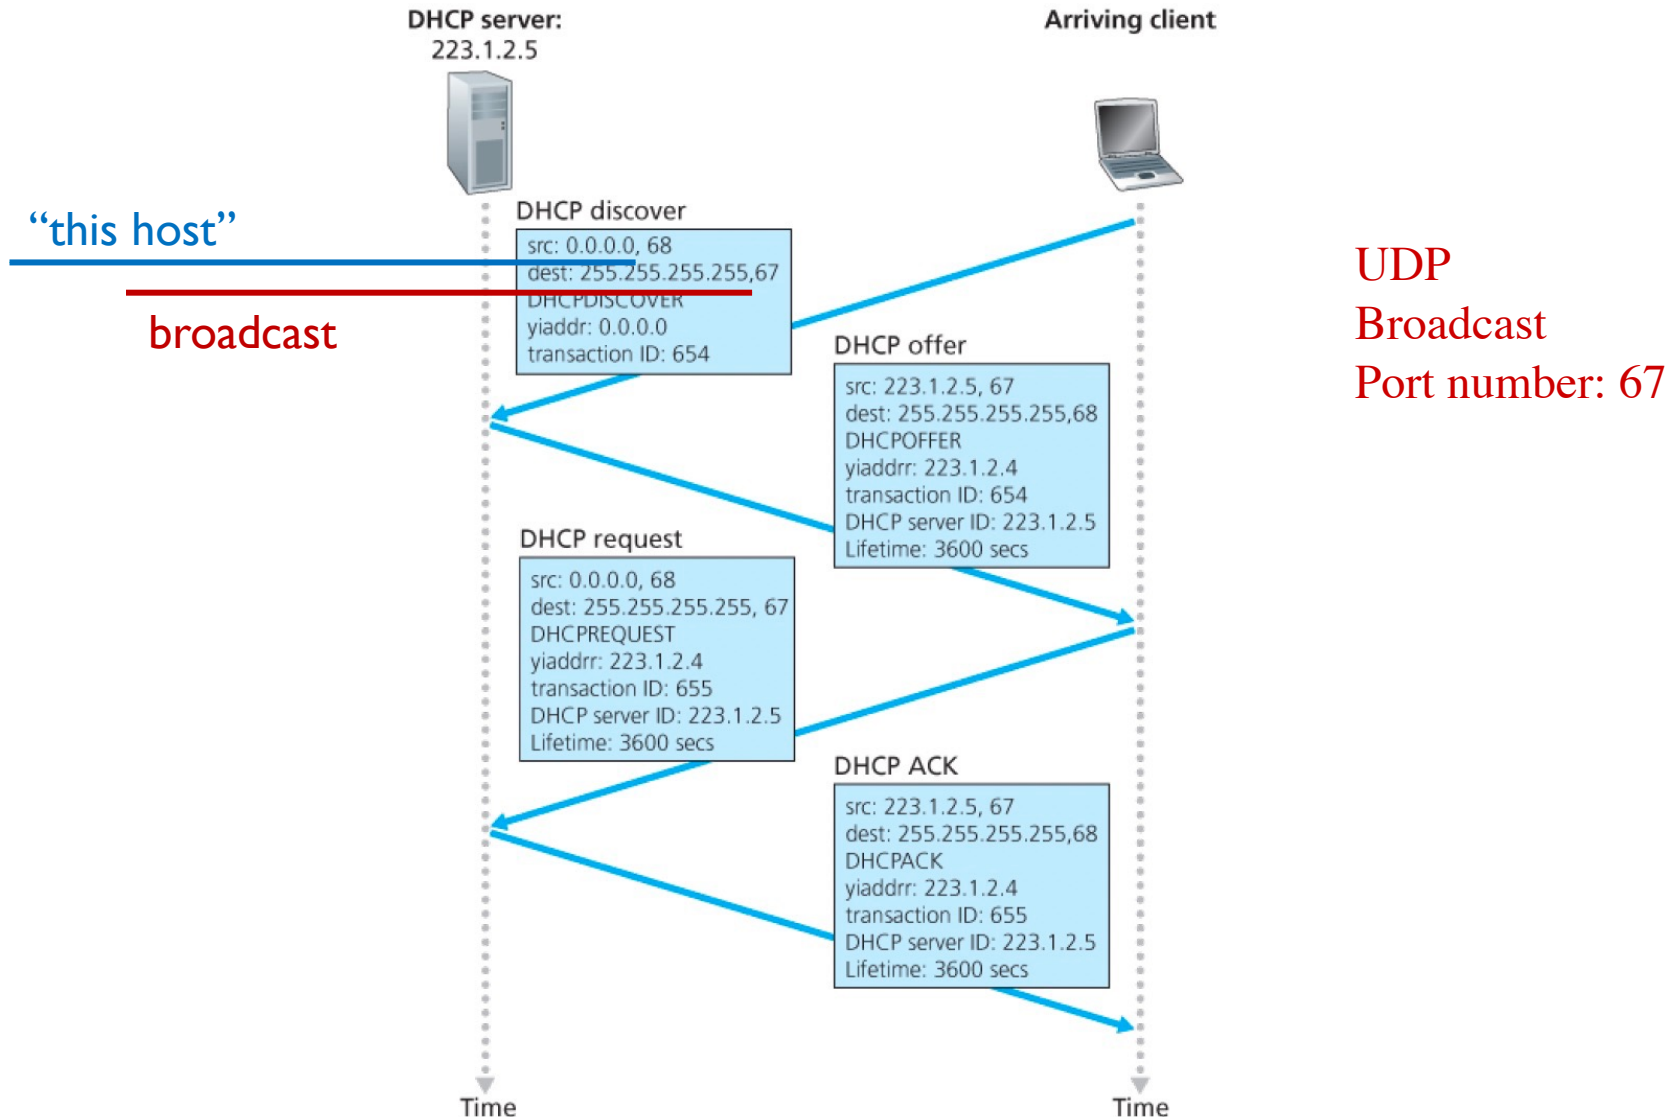 DHCP server:
223.1.2.5
Arriving client
“this host”
broadcast
DHCP discover
src: 0.0.0.0, 68
dest: 255.255.255.255,67
DHCPDISCOVER
yiaddr: 0.0.0.0
transaction ID: 654
UDP
Broadcast
Port number: 67
DHCP offer
src: 223.1.2.5, 67
dest: 255.255.255.255,68
DHCPOFFER
yiaddrr: 223.1.2.4
transaction ID: 654
DHCP server ID: 223.1.2.5
Lifetime: 3600 secs
DHCP request
src: 0.0.0.0, 68
dest: 255.255.255.255, 67
DHCPREQUEST
yiaddrr: 223.1.2.4
transaction ID: 655
DHCP server ID: 223.1.2.5
Lifetime: 3600 secs
DHCP ACK
src: 223.1.2.5, 67
dest: 255.255.255.255,68
DHCPACK
yiaddrr: 223.1.2.4
transaction ID: 655
DHCP server ID: 223.1.2.5
Lifetime: 3600 secs
Time
Time